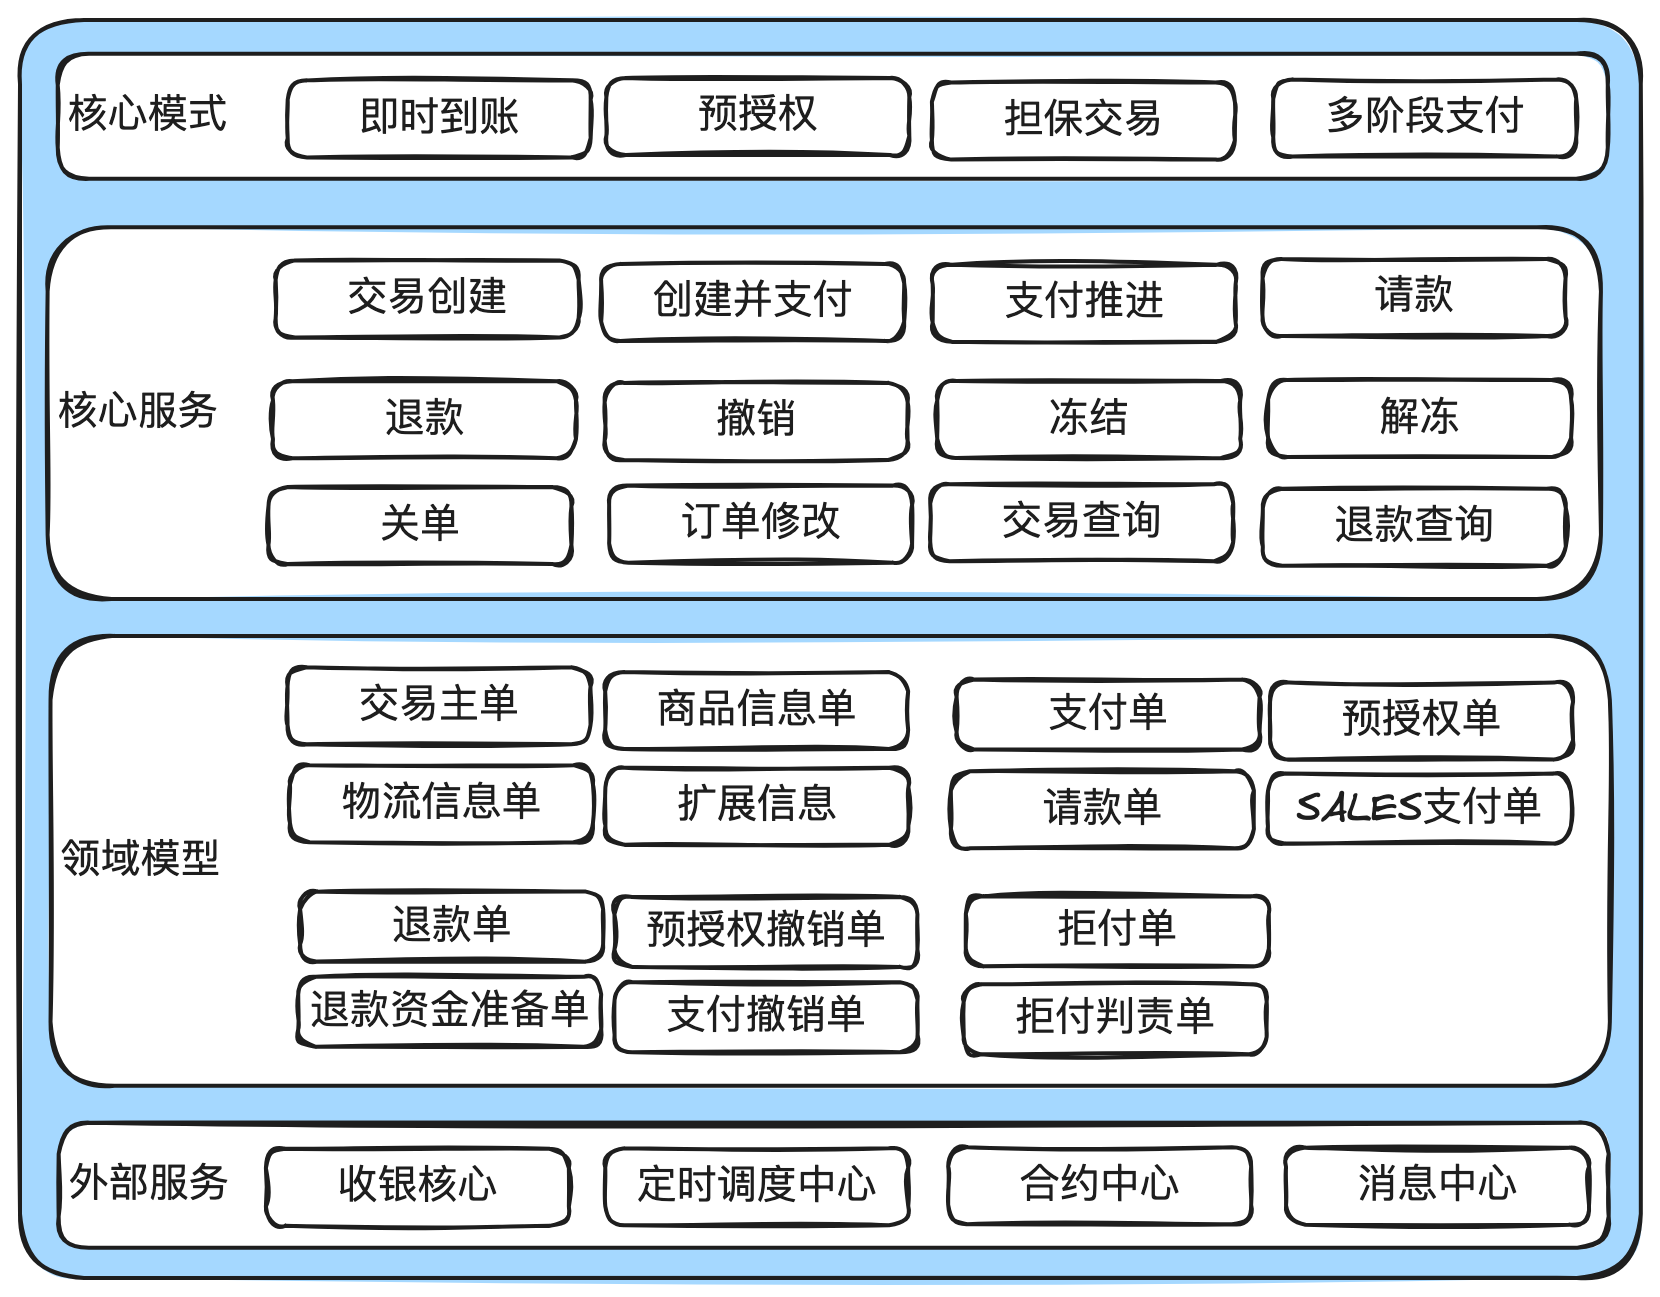 核心模式
即时到账
预授权
担保交易
多阶段支付
核心服务
交易创建
创建并支付
支付推进
请款
退款
撤销
冻结
解冻
关单
订单修改
交易查询
退款查询
领域模型
交易主单
商品信息单
支付单
预授权单
物流信息单
扩展信息
请款单
SALES支付单
退款单
预授权撤销单
拒付单
退款资金准备单
支付撤销单
拒付判责单
外部服务
收银核心
定时调度中心
合约中心
消息中心